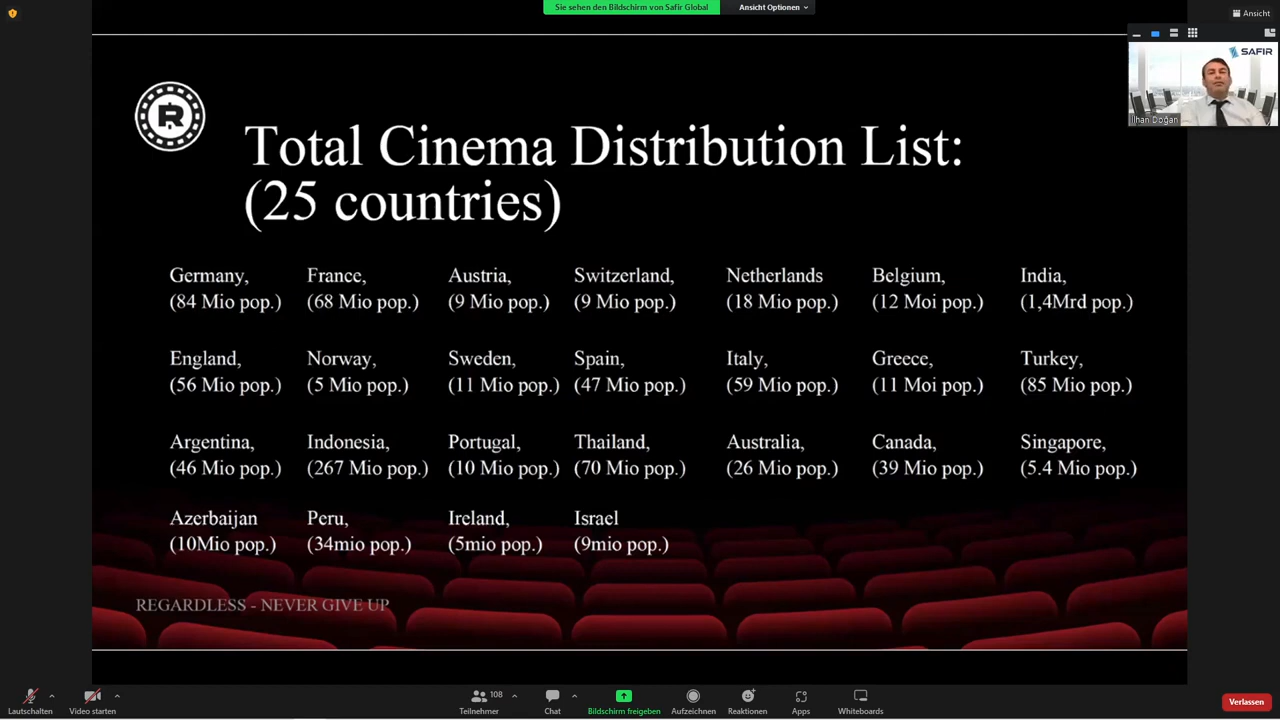 Sie sehen den Bildschirm von Safir Global
Ansicht Optionen
Ansicht
SAFIR
İlhan Doğan
R
Total Cinema Distribution List:
(25 countries)
Germany, France, Austria, Switzerland, Netherlands Belgium, India,
(84 Mio pop.) (68 Mio pop.) (9 Mio pop.) (9 Mio pop.) (18 Mio pop.) (12 Moi pop.) (1,4Mrd pop.)
England, Norway, Sweden, Spain, Italy, Greece, Turkey,
(56 Mio pop.) (5 Mio pop.) (11 Mio pop.) (47 Mio pop.) (59 Mio pop.) (11 Moi pop.) (85 Mio pop.)
Argentina, Indonesia, Portugal, Thailand, Australia, Canada, Singapore,
(46 Mio pop.) (267 Mio pop.) (10 Mio pop.) (70 Mio pop.) (26 Mio pop.) (39 Mio pop.) (5.4 Mio pop.)
Azerbaijan Peru, Ireland, Israel
(10Mio pop.) (34mio pop.) (5mio pop.) (9mio pop.)
REGARDLESS - NEVER GIVE UP
108
Lautschalten Video starten Teilnehmer Chat Bildschirm freigeben Aufzeichnen Reaktionen Apps Whiteboards Verlassen